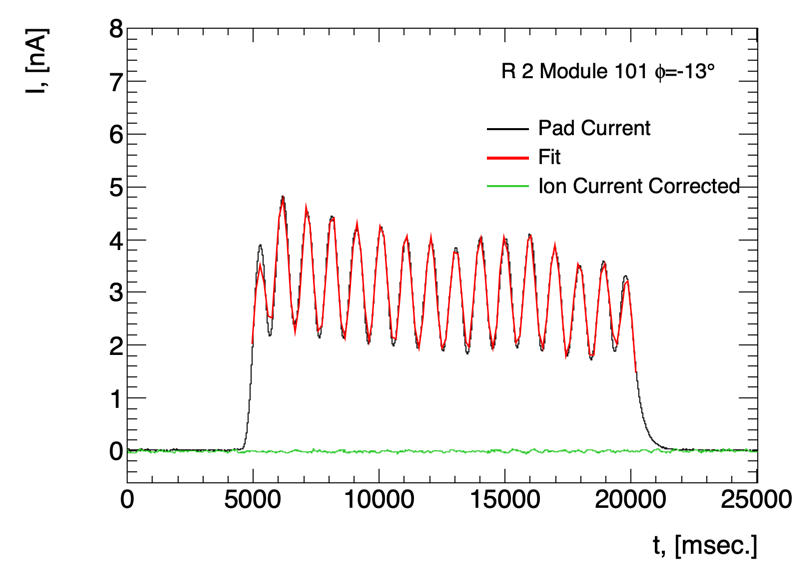 I, [nA]
8
7
6
5
4
3
2
1
0
R 2 Module 101 ϕ=-13°
Pad Current
Fit
Ion Current Corrected
0 5000 10000 15000 20000 25000
t, [msec.]